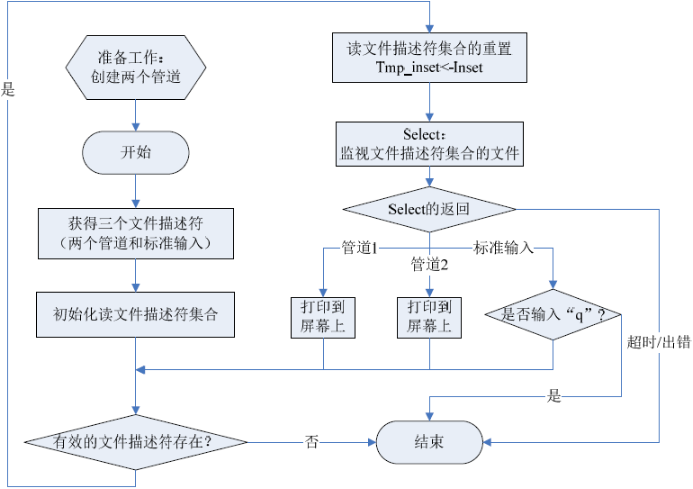 准备工作：
创建两个管道
开始
获得三个文件描述符
（两个管道和标准输入）
初始化读文件描述符集合
有效的文件描述符存在？
是
否
读文件描述符集合的重置
Tmp_inset<-Inset
Select：
监视文件描述符集合的文件
Select的返回
管道1
管道2
标准输入
打印到
屏幕上
打印到
屏幕上
是否输入“q”？
超时/出错
是
结束